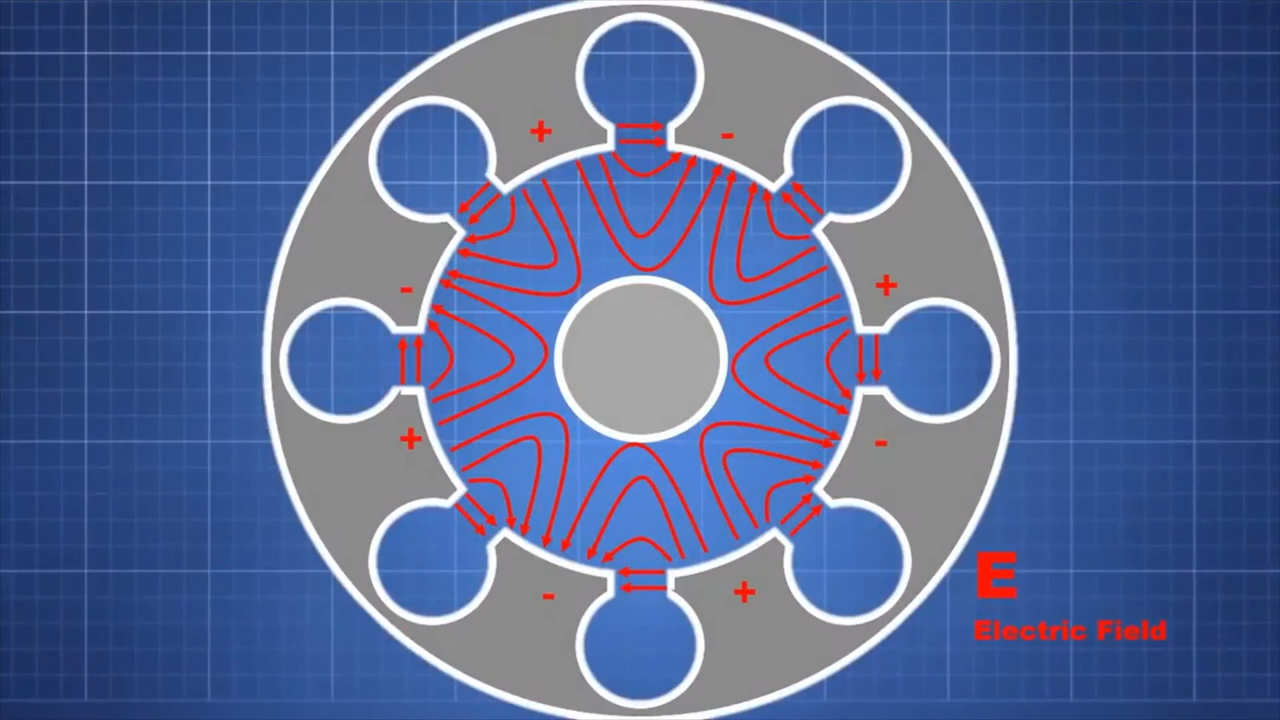 + -
- +
+ -
- +
E
Electric Field